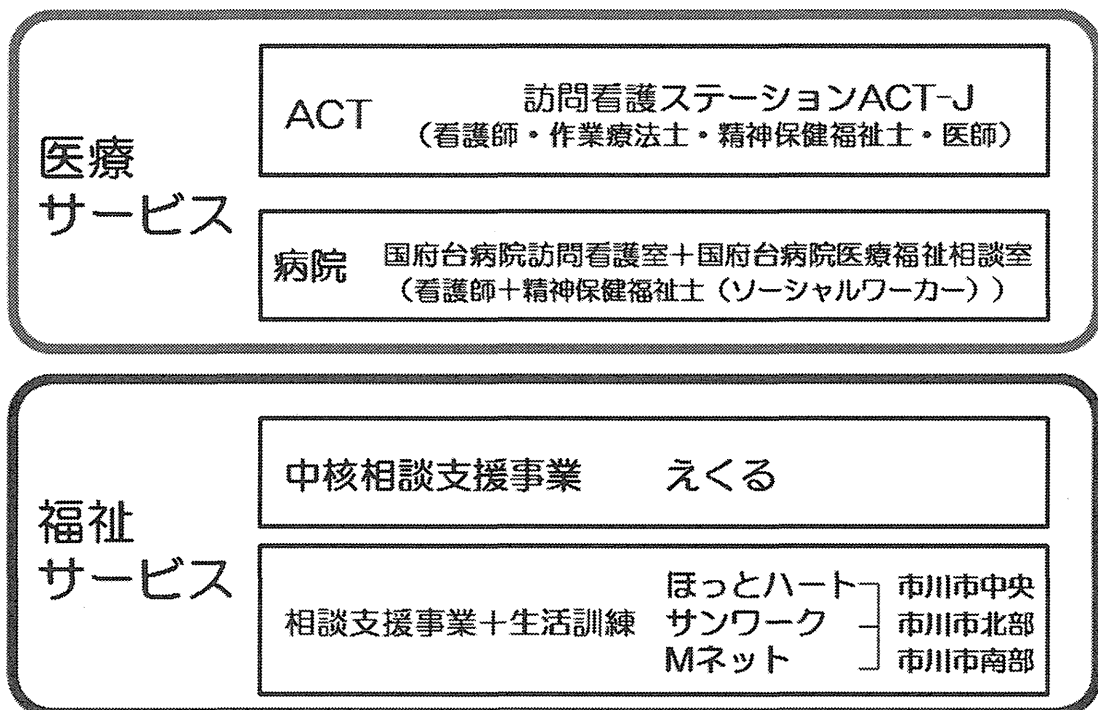 医療
サービス
ACT 訪問看護ステーションACT-J
（看護師・作業療法士・精神保健福祉士・医師）
病院 国府台病院訪問看護室＋国府台病院医療福祉相談室
（看護師＋精神保健福祉士（ソーシャルワーカー））
福祉
サービス
中核相談支援事業 えくる
相談支援事業＋生活訓練
ほっとハート 市川市中央
サンワーク 市川市北部
Mネット 市川市南部